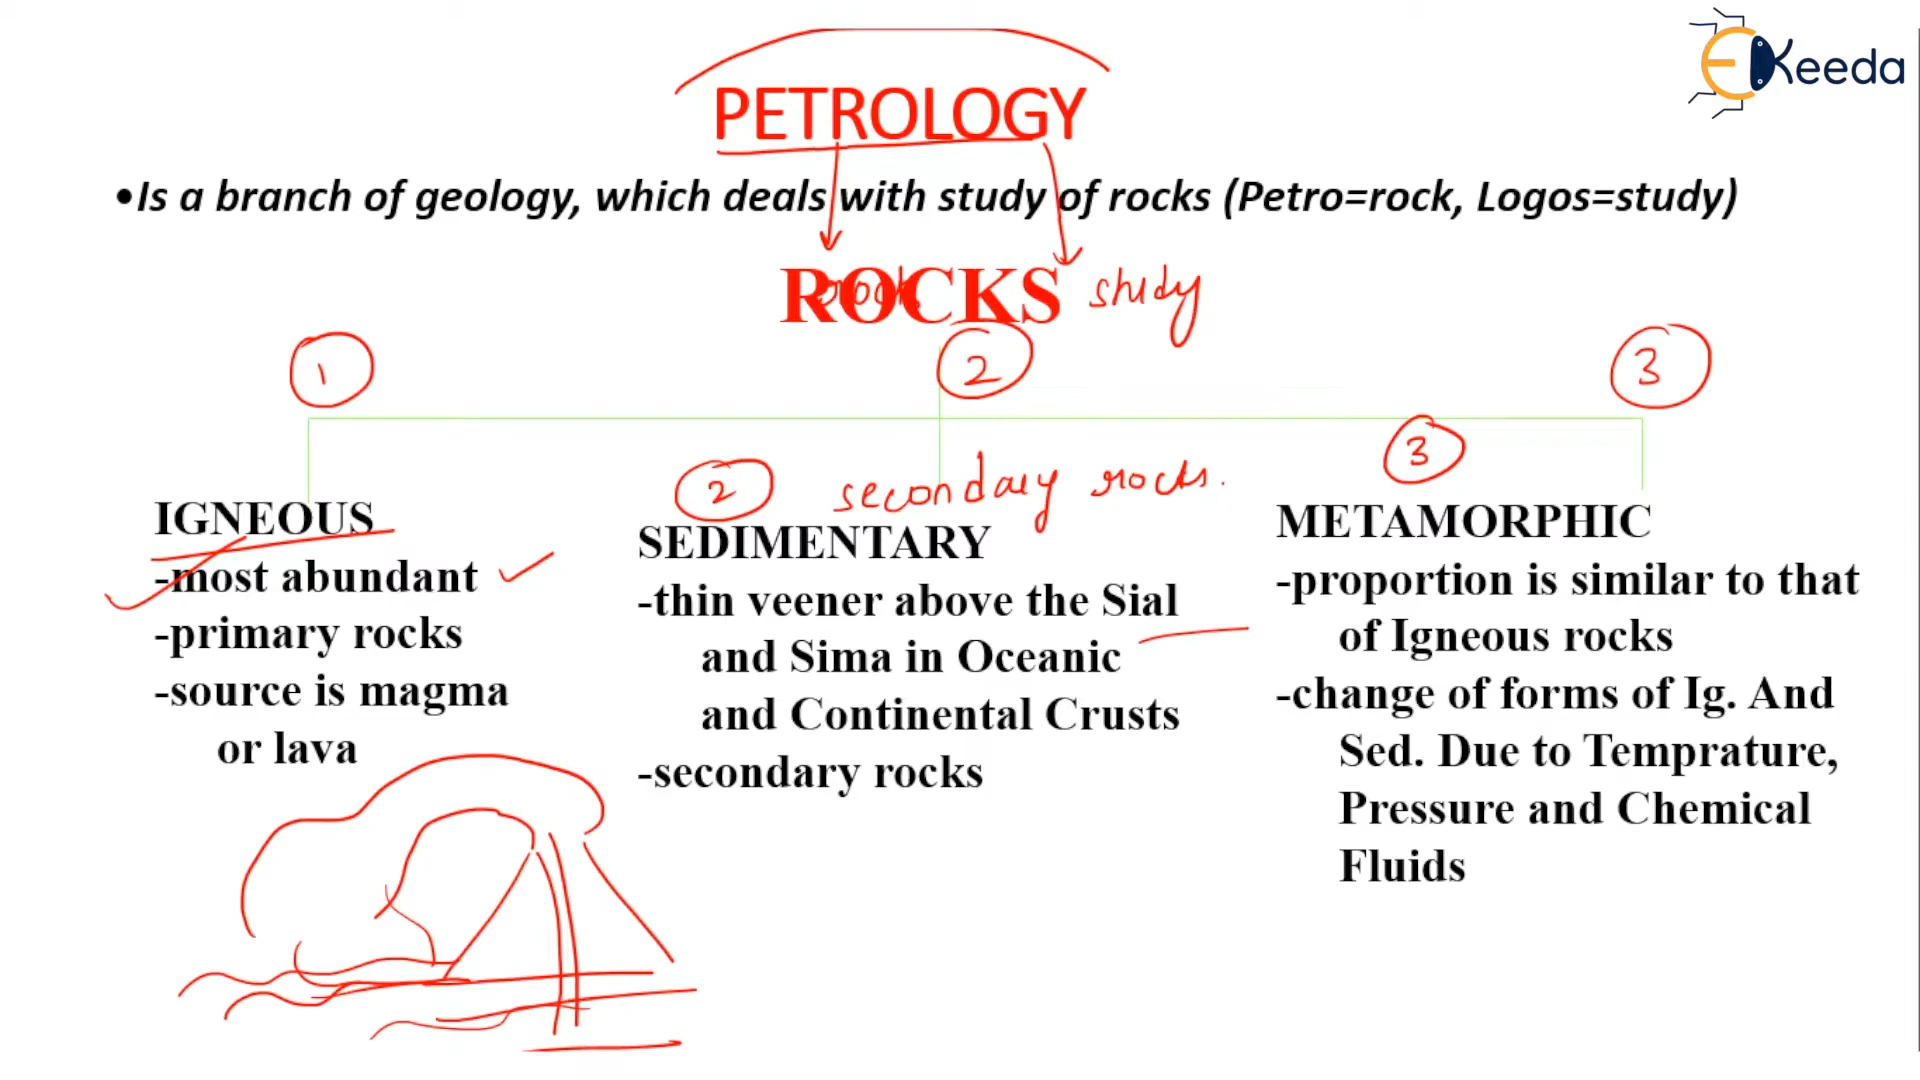 EKeeda
PETROLOGY
•Is a branch of geology, which deals with study of rocks (Petro=rock, Logos=study)
ROCKS
rock
study
1
2
3
2
secondary rocks.
3
IGNEOUS
-most abundant
-primary rocks
-source is magma
or lava
SEDIMENTARY
-thin veener above the Sial
and Sima in Oceanic
and Continental Crusts
-secondary rocks
METAMORPHIC
-proportion is similar to that
of Igneous rocks
-change of forms of Ig. And
Sed. Due to Temprature,
Pressure and Chemical
Fluids